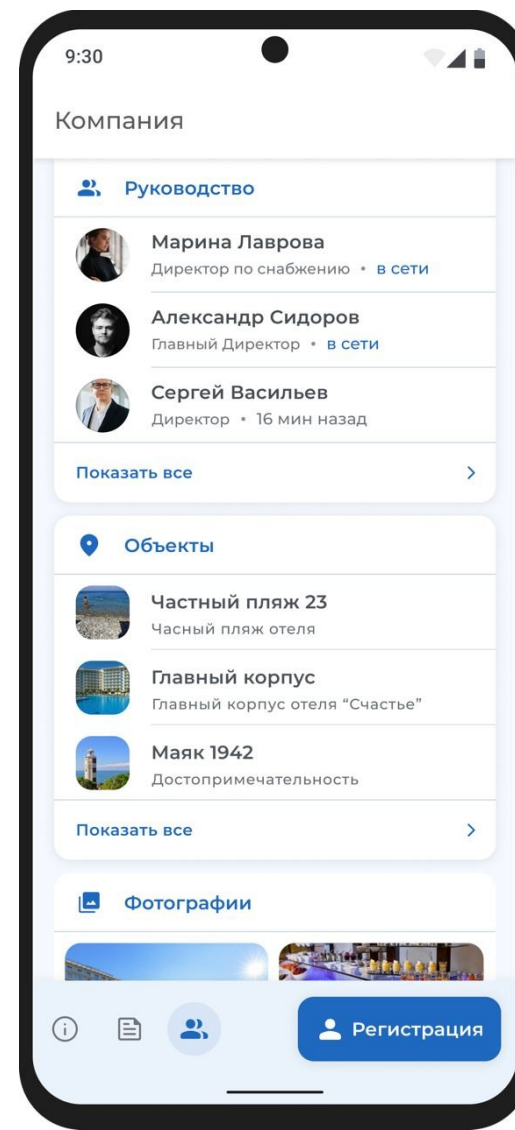 9:30
Компания
Руководство
Марина Лаврова
Директор по снабжению • в сети
Александр Сидоров
Главный Директор • в сети
Сергей Васильев
Директор • 16 мин назад
Показать все
Объекты
Частный пляж 23
Часный пляж отеля
Главный корпус
Главный корпус отеля “Счастье”
Маяк 1942
Достопримечательность
Показать все
Фотографии
Регистрация